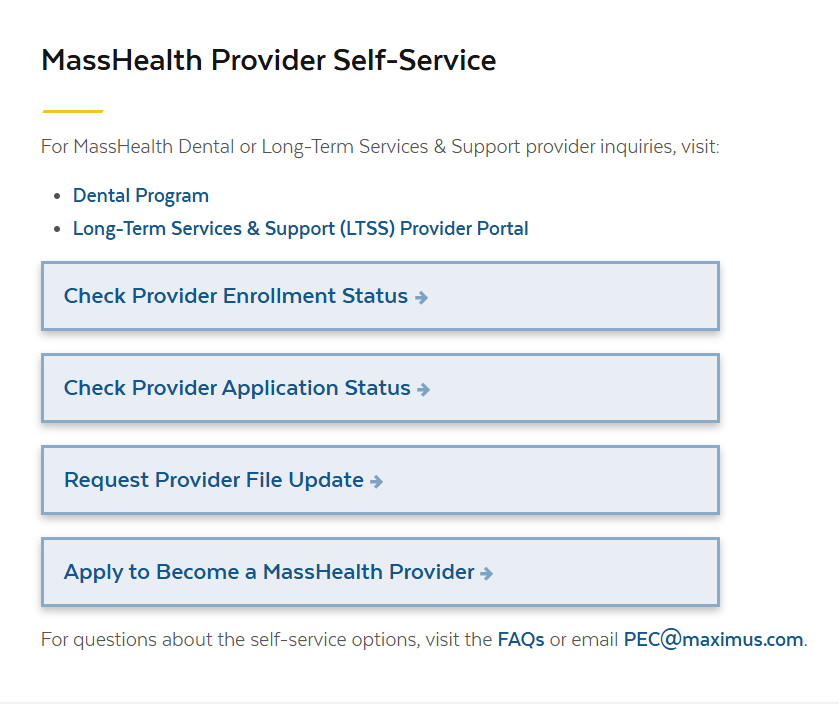 MassHealth Provider Self-Service
For MassHealth Dental or Long-Term Services & Support provider inquiries, visit:
Dental Program
Long-Term Services & Support (LTSS) Provider Portal
Check Provider Enrollment Status
Check Provider Application Status
Request Provider File Update
Apply to Become a MassHealth Provider
For questions about the self-service options, visit the FAQs or email PEC@maximus.com.